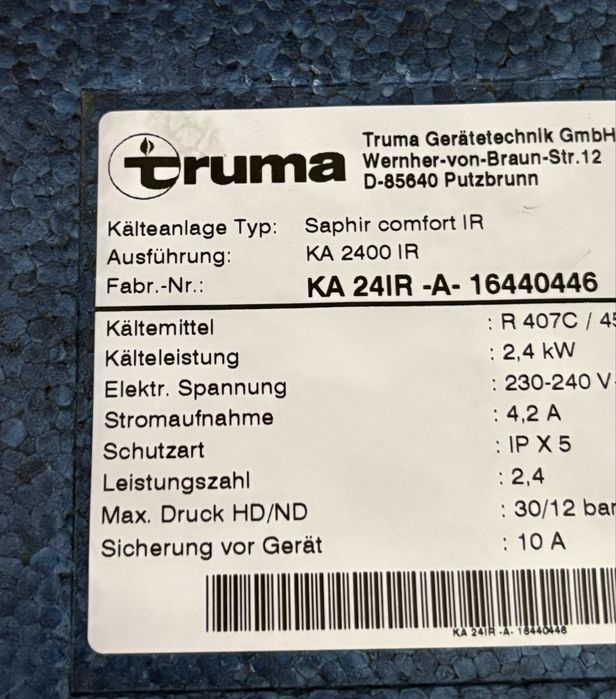 truma
Truma Gerätetechnik GmbH
Wernher-von-Braun-Str.12
D-85640 Putzbrunn
Kälteanlage Typ: Saphir comfort IR
Ausführung: KA 2400 IR
Fabr.-Nr.: KA 24IR -A- 16440446
Kältemittel : R 407C / 45
Kälteleistung : 2,4 kW
Elektr. Spannung : 230-240 V
Stromaufnahme : 4,2 A
Schutzart : IP X 5
Leistungszahl : 2,4
Max. Druck HD/ND : 30/12 bar
Sicherung vor Gerät : 10 A
KA 24IR -A- 16440446